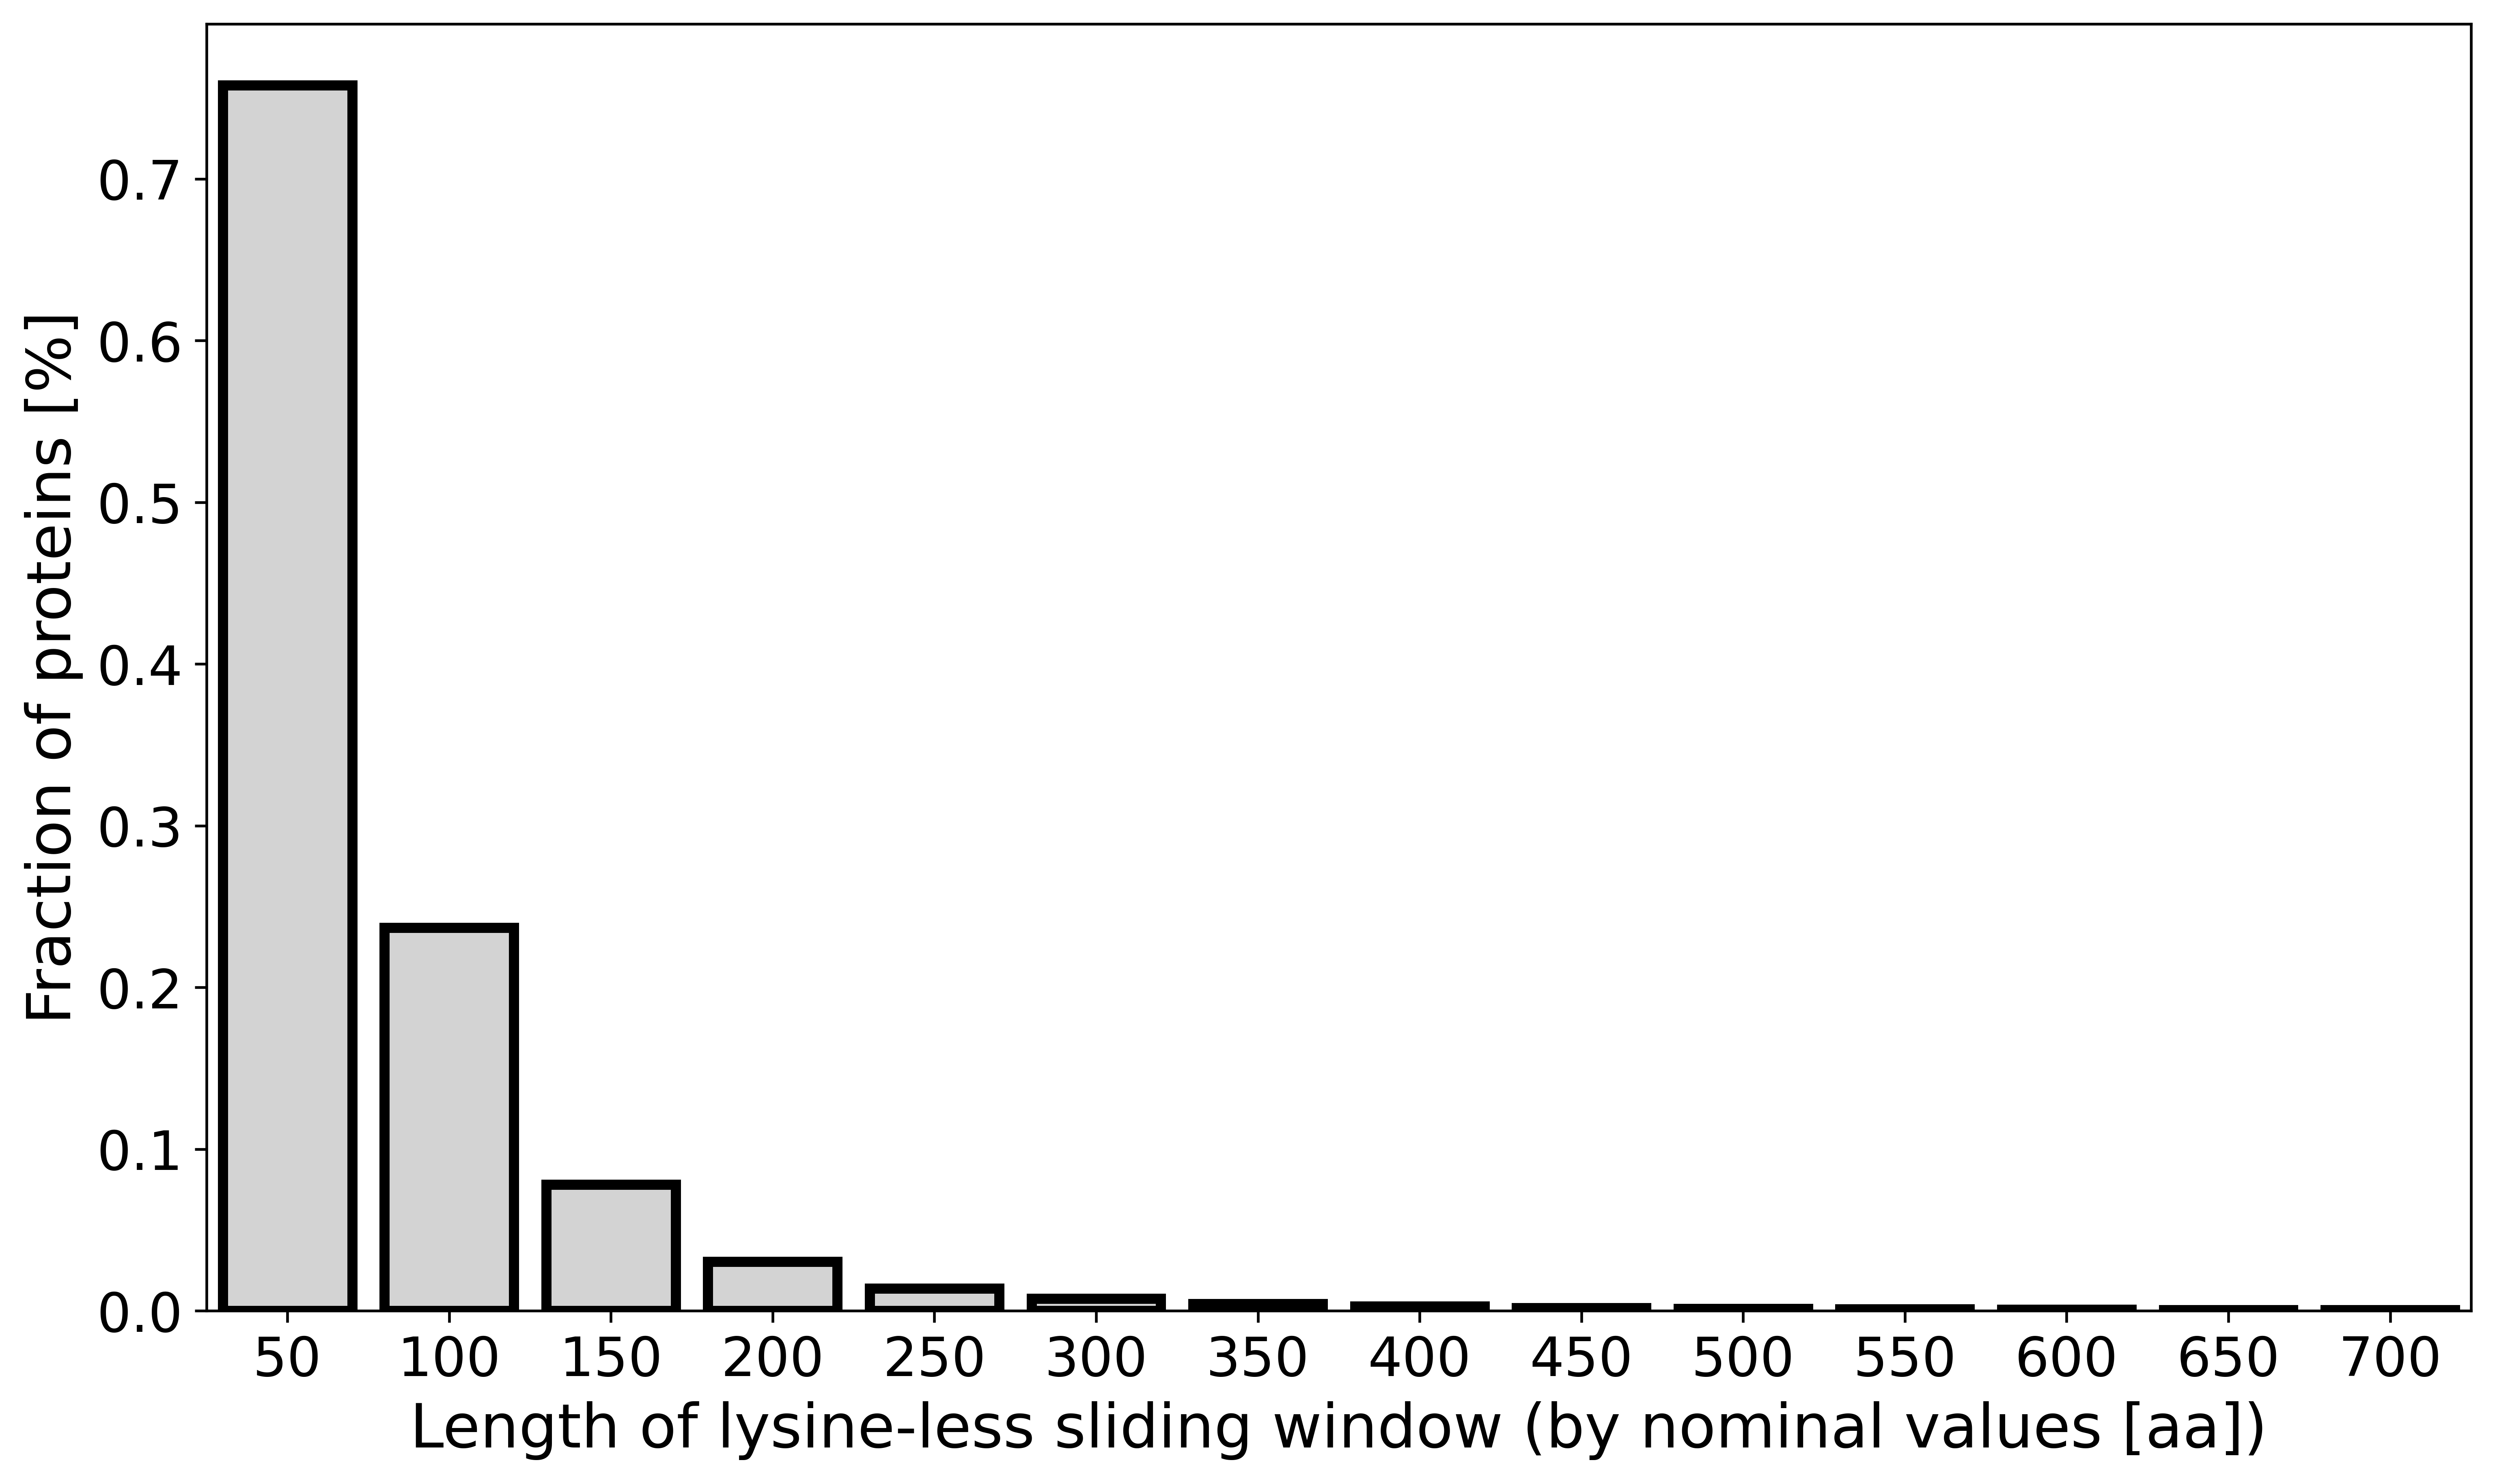 Fraction of proteins [%]
0.7
0.6
0.5
0.4
0.3
0.2
0.1
0.0
50 100 150 200 250 300 350 400 450 500 550 600 650 700
Length of lysine-less sliding window (by nominal values [aa])